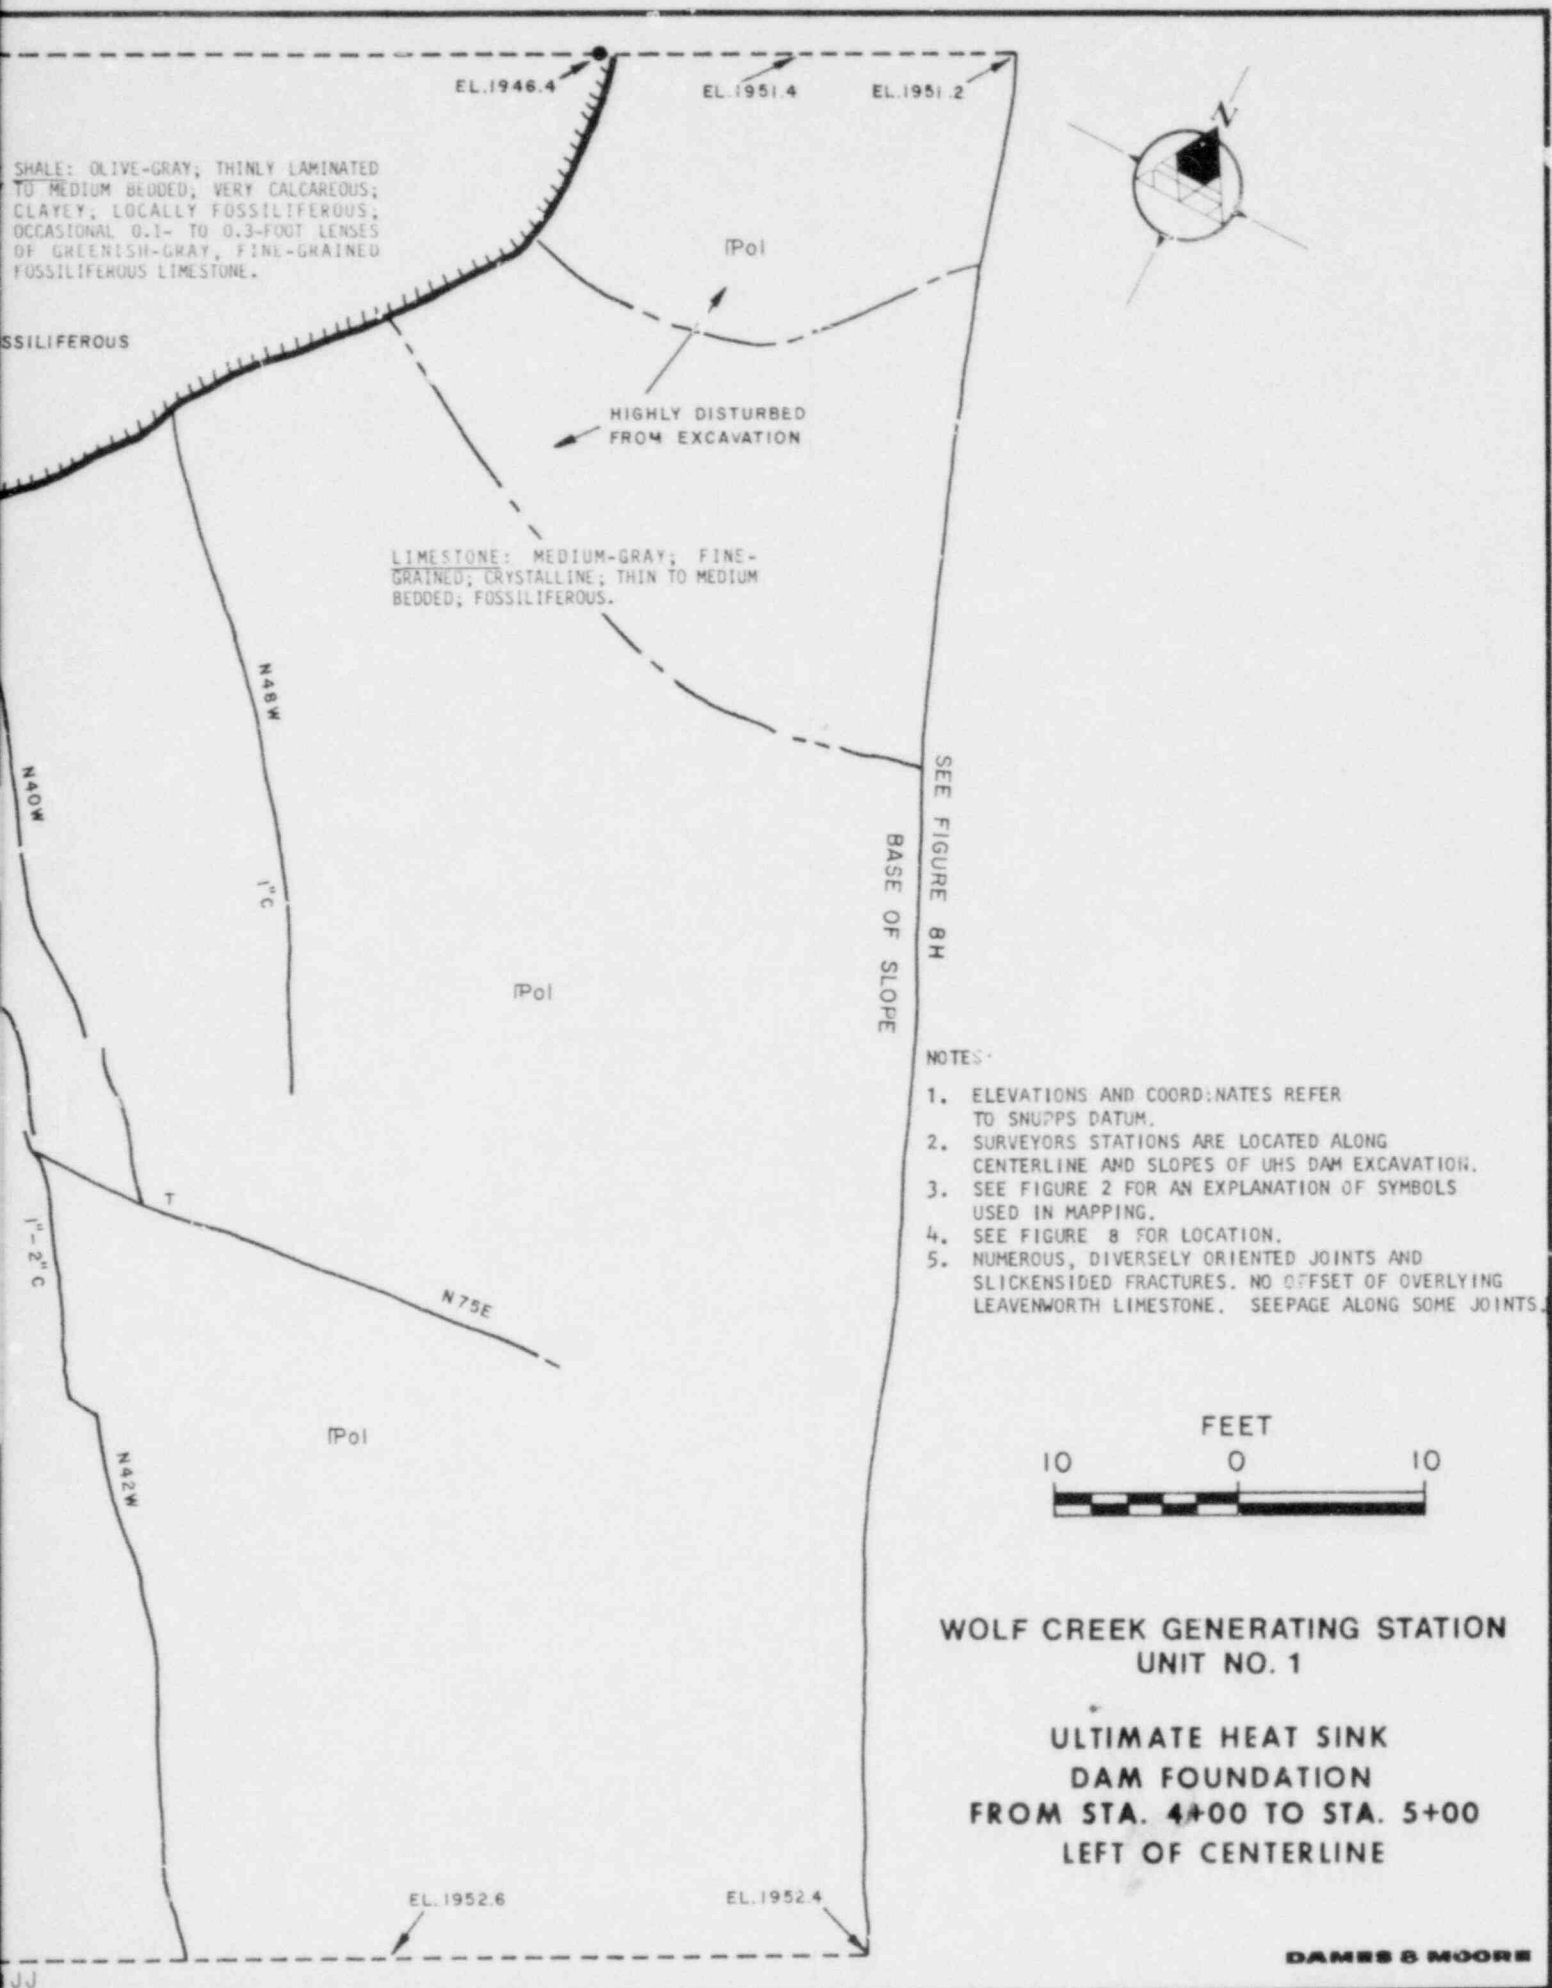 EL.1946.4
EL.1951.4
EL.1951.2
N
SHALE: OLIVE-GRAY; THINLY LAMINATED
TO MEDIUM BEDDED; VERY CALCAREOUS;
CLAYEY; LOCALLY FOSSILIFEROUS;
OCCASIONAL 0.1- TO 0.3-FOOT LENSES
OF GREENISH-GRAY, FINE-GRAINED
FOSSILIFEROUS LIMESTONE.
SSILIFEROUS
ℙol
HIGHLY DISTURBED
FROM EXCAVATION
LIMESTONE: MEDIUM-GRAY; FINE-
GRAINED; CRYSTALLINE; THIN TO MEDIUM
BEDDED; FOSSILIFEROUS.
N48W
N40W
1"C
SEE FIGURE 8H
BASE OF SLOPE
ℙol
NOTES:
1. ELEVATIONS AND COORDINATES REFER
TO SNUPPS DATUM.
2. SURVEYORS STATIONS ARE LOCATED ALONG
CENTERLINE AND SLOPES OF UHS DAM EXCAVATION.
3. SEE FIGURE 2 FOR AN EXPLANATION OF SYMBOLS
USED IN MAPPING.
4. SEE FIGURE 8 FOR LOCATION.
5. NUMEROUS, DIVERSELY ORIENTED JOINTS AND
SLICKENSIDED FRACTURES. NO OFFSET OF OVERLYING
LEAVENWORTH LIMESTONE. SEEPAGE ALONG SOME JOINTS.
T
1"-2" C
N75E
ℙol
N42W
FEET
10 0 10
WOLF CREEK GENERATING STATION
UNIT NO. 1
ULTIMATE HEAT SINK
DAM FOUNDATION
FROM STA. 4+00 TO STA. 5+00
LEFT OF CENTERLINE
EL.1952.6
EL.1952.4
DAMES & MOORE
JJ